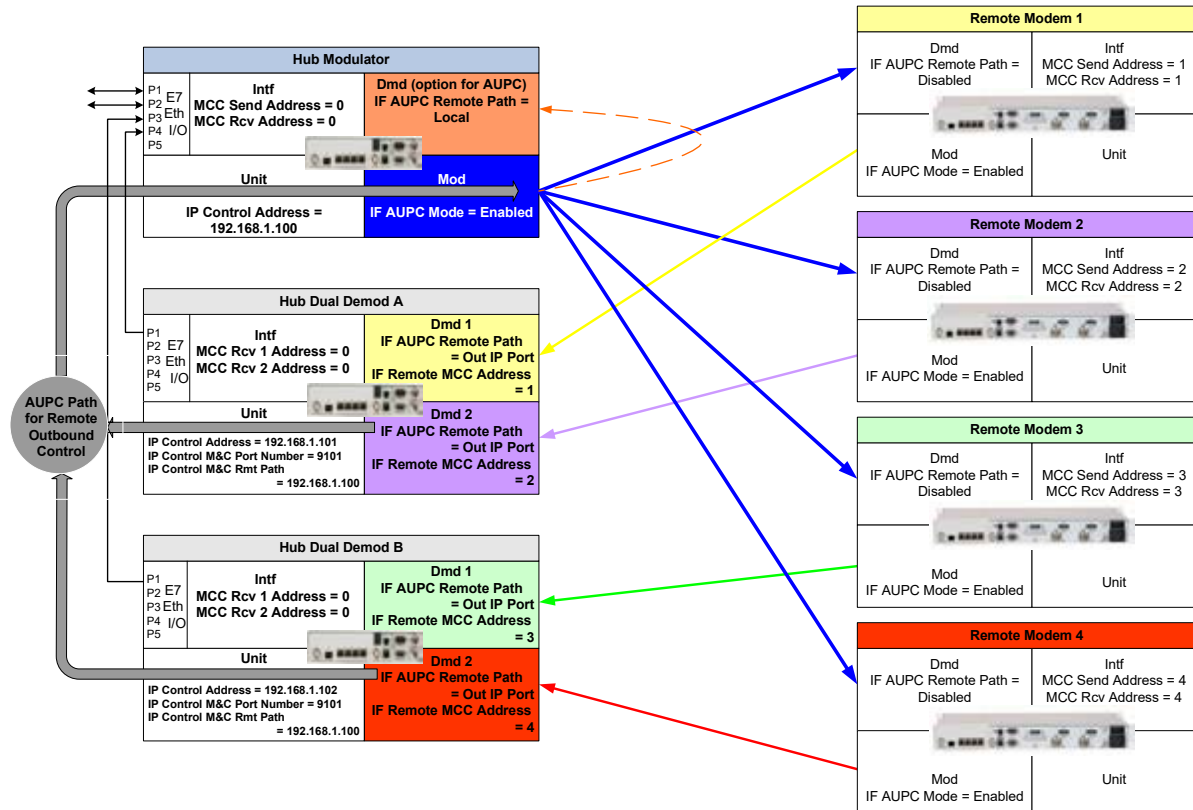 Hub Modulator
P1
P2
P3
P4
P5
E7
Eth
I/O
Intf
MCC Send Address = 0
MCC Rcv Address = 0
Dmd (option for AUPC)
IF AUPC Remote Path =
Local
Unit
IP Control Address =
192.168.1.100
Mod
IF AUPC Mode = Enabled
Hub Dual Demod A
P1
P2
P3
P4
P5
E7
Eth
I/O
Intf
MCC Rcv 1 Address = 0
MCC Rcv 2 Address = 0
Dmd 1
IF AUPC Remote Path
= Out IP Port
IF Remote MCC Address
= 1
Unit
IP Control Address = 192.168.1.101
IP Control M&C Port Number = 9101
IP Control M&C Rmt Path
= 192.168.1.100
Dmd 2
IF AUPC Remote Path
= Out IP Port
IF Remote MCC Address
= 2
AUPC Path
for Remote
Outbound
Control
Hub Dual Demod B
P1
P2
P3
P4
P5
E7
Eth
I/O
Intf
MCC Rcv 1 Address = 0
MCC Rcv 2 Address = 0
Dmd 1
IF AUPC Remote Path
= Out IP Port
IF Remote MCC Address
= 3
Unit
IP Control Address = 192.168.1.102
IP Control M&C Port Number = 9101
IP Control M&C Rmt Path
= 192.168.1.100
Dmd 2
IF AUPC Remote Path
= Out IP Port
IF Remote MCC Address
= 4
Remote Modem 1
Dmd
IF AUPC Remote Path =
Disabled
Intf
MCC Send Address = 1
MCC Rcv Address = 1
Mod
IF AUPC Mode = Enabled
Unit
Remote Modem 2
Dmd
IF AUPC Remote Path =
Disabled
Intf
MCC Send Address = 2
MCC Rcv Address = 2
Mod
IF AUPC Mode = Enabled
Unit
Remote Modem 3
Dmd
IF AUPC Remote Path =
Disabled
Intf
MCC Send Address = 3
MCC Rcv Address = 3
Mod
IF AUPC Mode = Enabled
Unit
Remote Modem 4
Dmd
IF AUPC Remote Path =
Disabled
Intf
MCC Send Address = 4
MCC Rcv Address = 4
Mod
IF AUPC Mode = Enabled
Unit